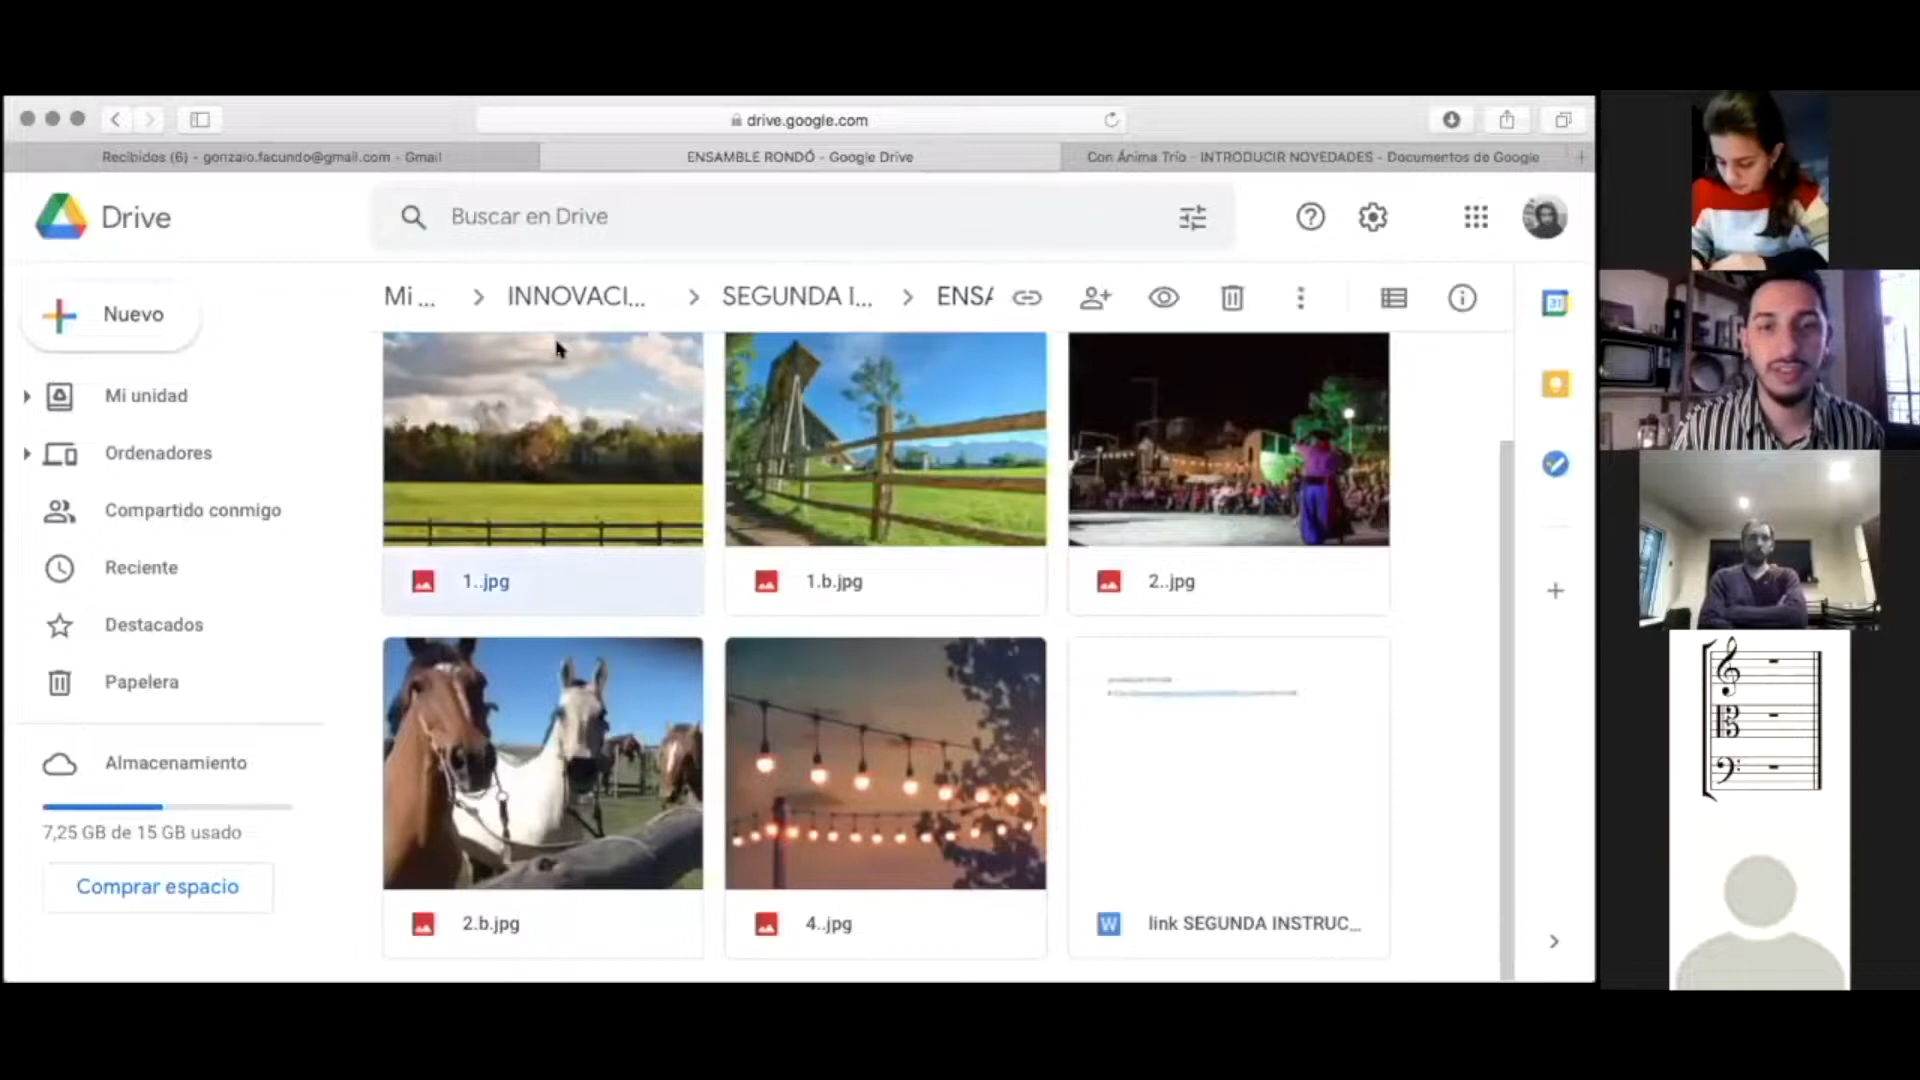 drive.google.com
Recibidos (6) - gonzalo.facundo@gmail.com - Gmail
ENSAMBLE RONDÓ - Google Drive
Con Ánima Trío - INTRODUCIR NOVEDADES - Documentos de Google
Drive
Buscar en Drive
Nuevo
Mi ...
INNOVACI...
SEGUNDA I...
ENSA
31
Mi unidad
Ordenadores
Compartido conmigo
Reciente
Destacados
Papelera
Almacenamiento
7,25 GB de 15 GB usado
Comprar espacio
1..jpg
1.b.jpg
2..jpg
2.b.jpg
4..jpg
W
link SEGUNDA INSTRUC...